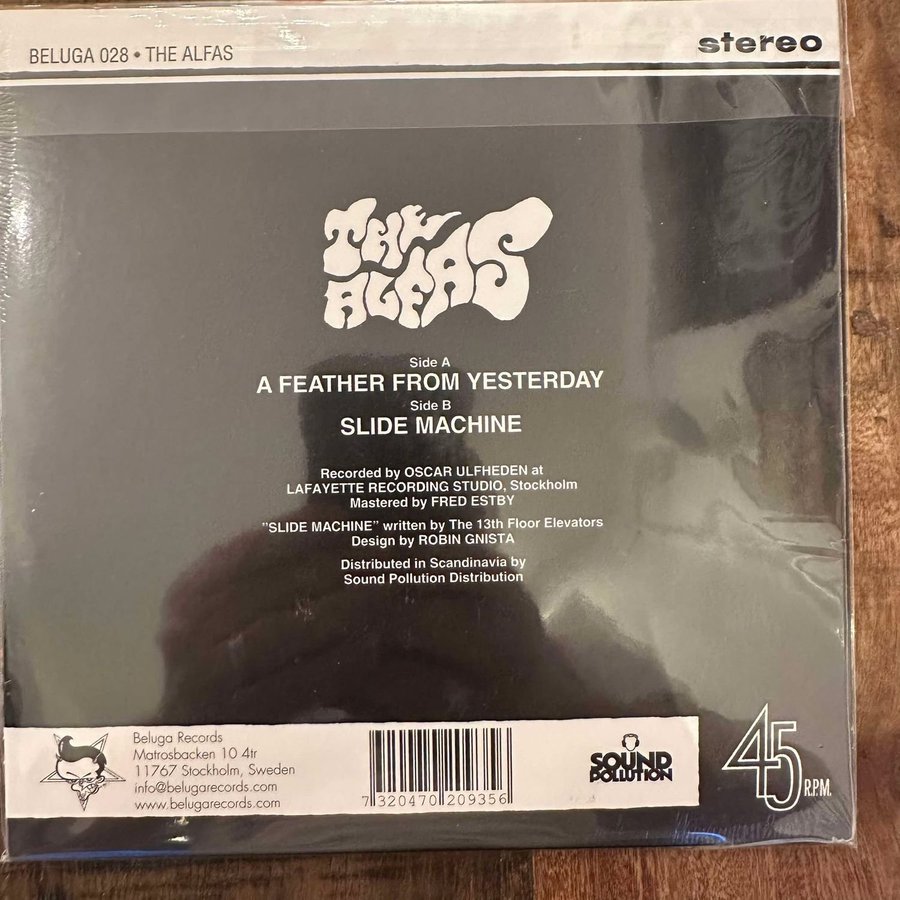 BELUGA 028 • THE ALFAS
stereo
THE
ALFAS
Side A
A FEATHER FROM YESTERDAY
Side B
SLIDE MACHINE
Recorded by OSCAR ULFHEDEN at
LAFAYETTE RECORDING STUDIO, Stockholm
Mastered by FRED ESTBY
"SLIDE MACHINE" written by The 13th Floor Elevators
Design by ROBIN GNISTA
Distributed in Scandinavia by
Sound Pollution Distribution
Beluga Records
Matrosbacken 10 4tr
11767 Stockholm, Sweden
info@belugarecords.com
www.belugarecords.com
7 320470 209356
SOUND
POLLUTION
45 R.P.M.